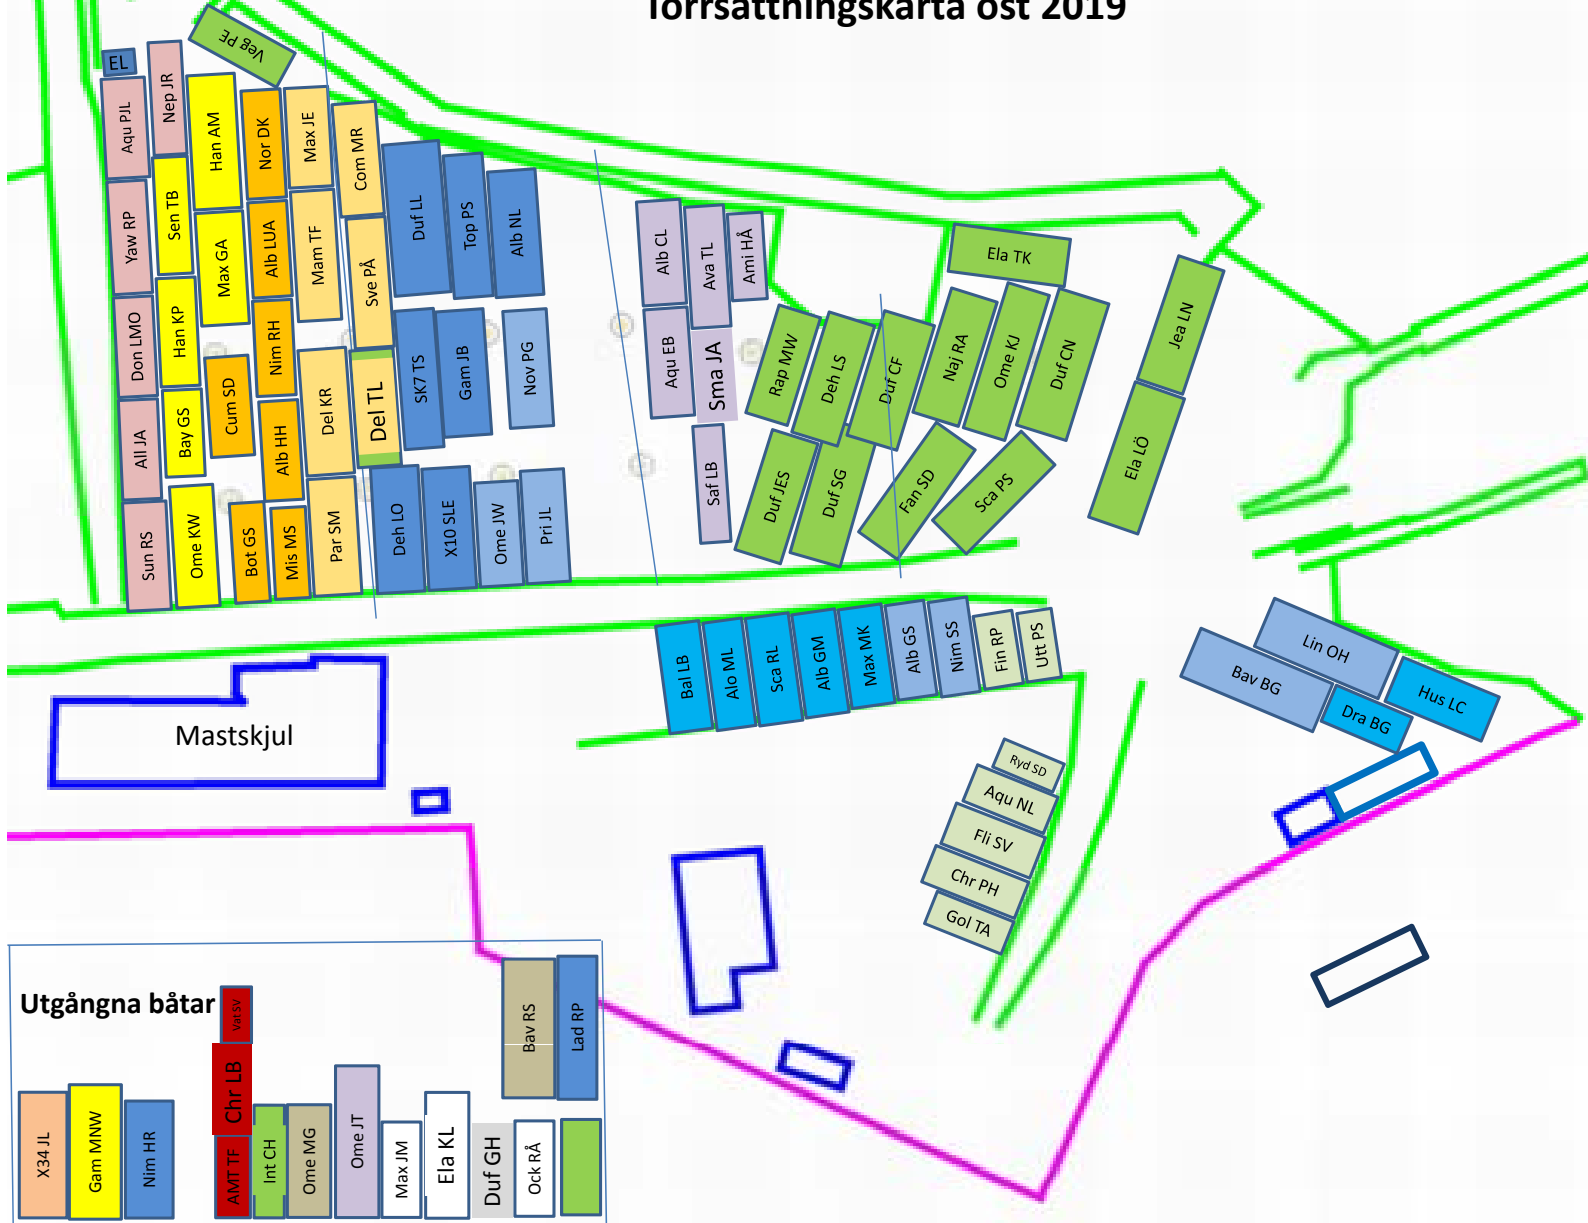 Torrsättningskarta öst 2019
Veg PE
EL
Aqu PJL
Nep JR
Han AM
Nor DK
Max JE
Com MR
Duf LL
Top PS
Alb NL
Yaw RP
Sen TB
Max GA
Alb LUA
Mam TF
Sve PÅ
Don LMO
Han KP
Cum SD
Nim RH
Del KR
Del TL
SK7 TS
Gam JB
Nov PG
All JA
Bay GS
Alb HH
Sun RS
Ome KW
Bot GS
Mis MS
Par SM
Deh LO
X10 SLE
Ome JW
Pri JL
Alb CL
Ava TL
Ami HÅ
Aqu EB
Sma JA
Saf LB
Rap MW
Deh LS
Duf CF
Naj RA
Ome KJ
Duf CN
Ela TK
Jea LN
Ela LÖ
Duf JES
Duf SG
Fan SD
Sca PS
Bal LB
Alo ML
Sca RL
Alb GM
Max MK
Alb GS
Nim SS
Fin RP
Utt PS
Lin OH
Bav BG
Hus LC
Dra BG
Mastskjul
Ryd SD
Aqu NL
Fli SV
Chr PH
Gol TA
Utgångna båtar
Vat SV
Chr LB
AMT TF
X34 JL
Gam MNW
Nim HR
Int CH
Ome MG
Ome JT
Max JM
Ela KL
Duf GH
Ock RÅ
Bav RS
Lad RP